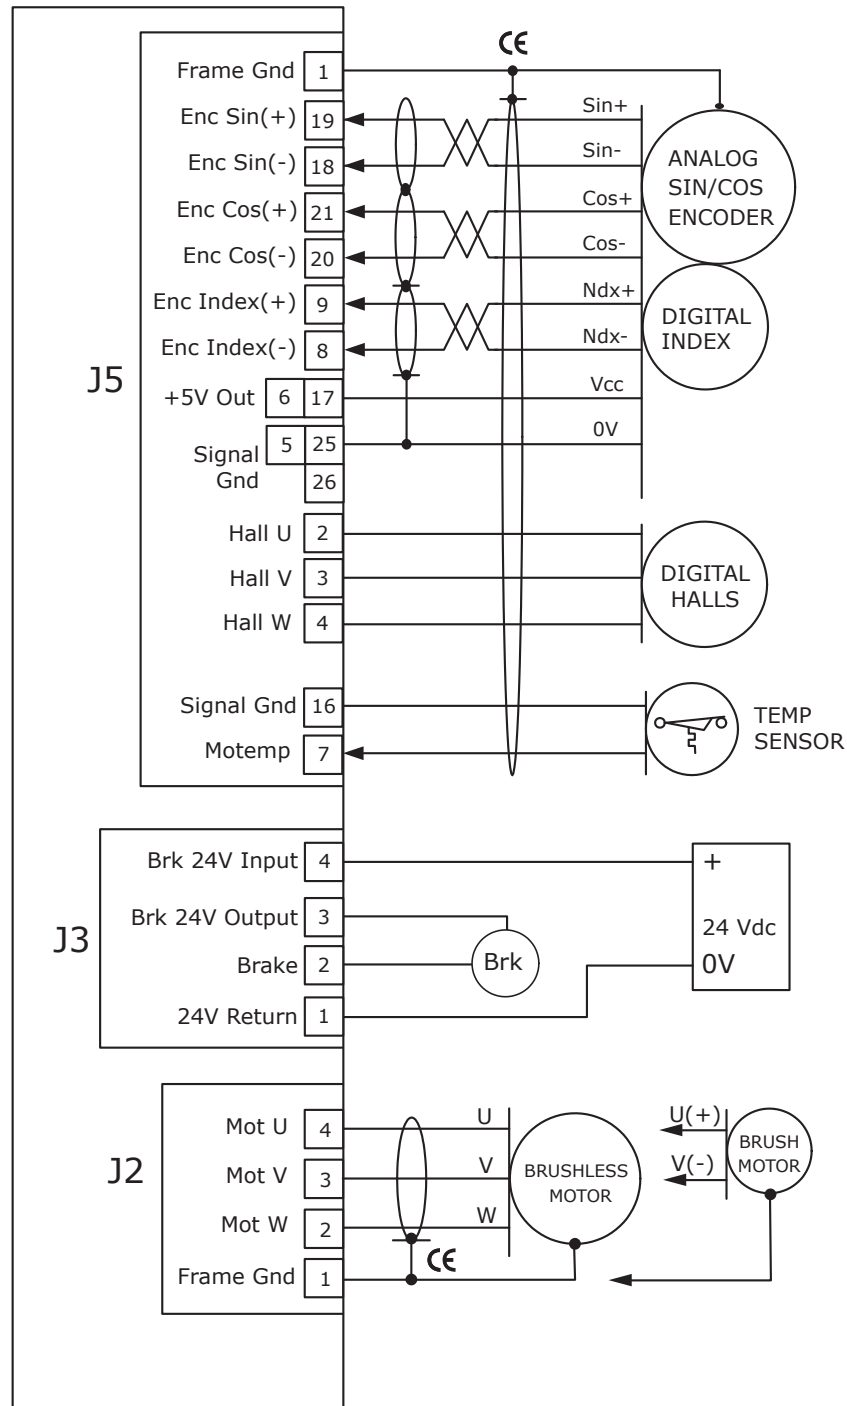 J5
Frame Gnd 1
Enc Sin(+) 19
Enc Sin(-) 18
Enc Cos(+) 21
Enc Cos(-) 20
Enc Index(+) 9
Enc Index(-) 8
+5V Out 6 17
Signal
Gnd
5 25
26
Hall U 2
Hall V 3
Hall W 4
Signal Gnd 16
Motemp 7
CE
Sin+
Sin-
Cos+
Cos-
Ndx+
Ndx-
Vcc
0V
ANALOG
SIN/COS
ENCODER
DIGITAL
INDEX
DIGITAL
HALLS
TEMP
SENSOR
J3
Brk 24V Input 4
Brk 24V Output 3
Brake 2
24V Return 1
Brk
+
24 Vdc
0V
J2
Mot U 4
Mot V 3
Mot W 2
Frame Gnd 1
U
V
W
CE
BRUSHLESS
MOTOR
U(+)
V(-)
BRUSH
MOTOR